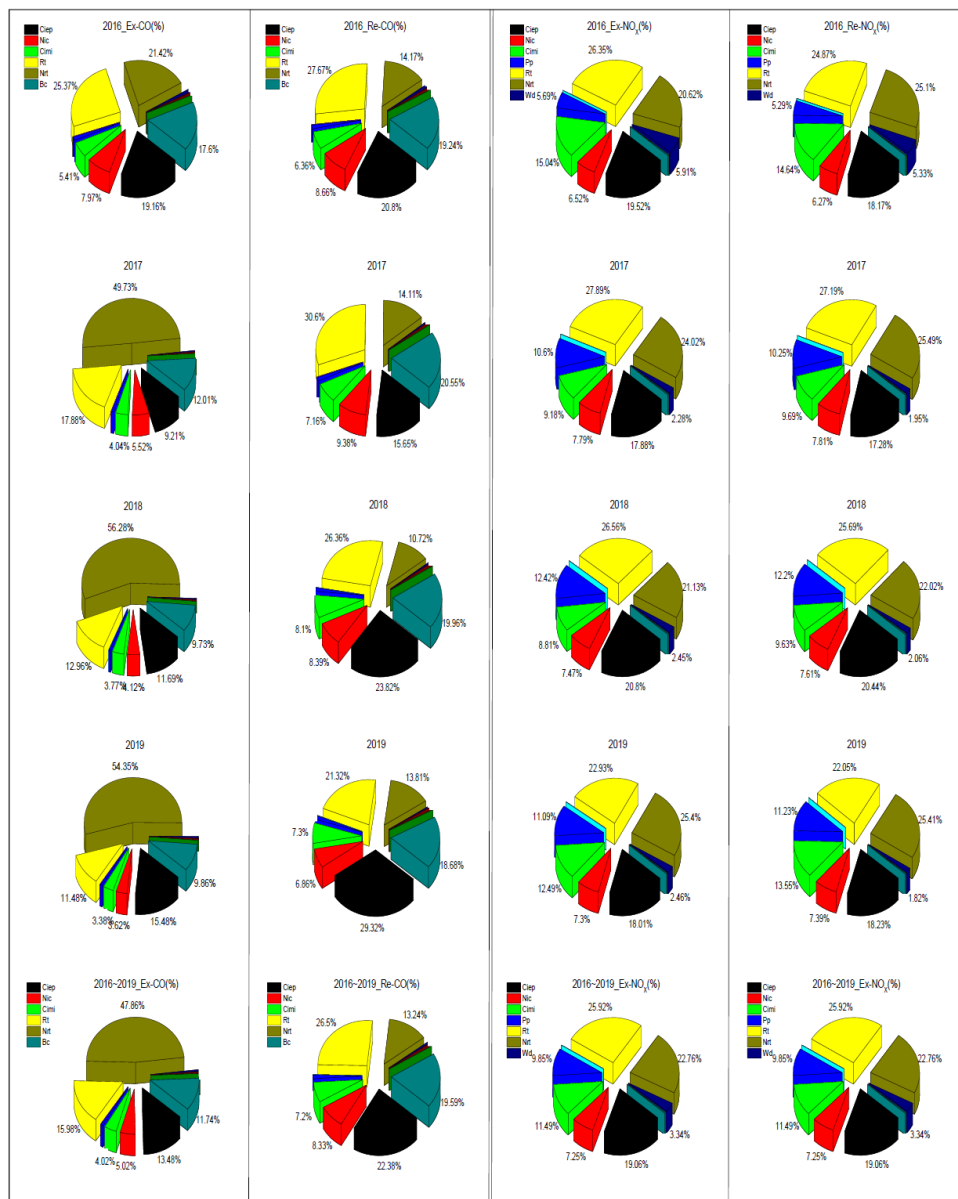 2016_Ex-CO(%)
Ciep
Nic
Cimi
Rt
Nrt
Bc
21.42%
25.37%
17.6%
5.41%
7.97%
19.16%
2016_Re-CO(%)
Ciep
Nic
Cimi
Rt
Nrt
Bc
14.17%
27.67%
19.24%
6.36%
8.66%
20.8%
2016_Ex-NOX(%)
Ciep
Nic
Cimi
Pp
Rt
Nrt
Wd
26.35%
20.62%
5.69%
15.04%
5.91%
6.52%
19.52%
2016_Re-NOX(%)
Ciep
Nic
Cimi
Pp
Rt
Nrt
Wd
24.87%
25.1%
5.29%
14.64%
5.33%
6.27%
18.17%
2017
49.73%
17.88%
12.01%
4.04%
5.52%
9.21%
2017
14.11%
30.6%
20.55%
7.16%
9.38%
15.65%
2017
27.89%
24.02%
10.6%
9.18%
2.28%
7.79%
17.88%
2017
27.19%
25.49%
10.25%
9.69%
1.95%
7.81%
17.28%
2018
56.28%
9.73%
12.96%
3.77%
4.12%
11.69%
2018
26.36%
10.72%
19.96%
8.1%
8.39%
23.82%
2018
26.56%
12.42%
21.13%
8.81%
2.45%
7.47%
20.8%
2018
25.69%
12.2%
22.02%
9.63%
2.06%
7.61%
20.44%
2019
54.35%
9.86%
11.48%
3.38%
3.62%
15.48%
2019
21.32%
13.81%
7.3%
18.68%
6.86%
29.32%
2019
22.93%
11.09%
25.4%
12.49%
2.46%
7.3%
18.01%
2019
22.05%
11.23%
25.41%
13.55%
1.82%
7.39%
18.23%
2016~2019_Ex-CO(%)
Ciep
Nic
Cimi
Rt
Nrt
Bc
47.86%
15.98%
11.74%
4.02%
5.02%
13.48%
2016~2019_Re-CO(%)
Ciep
Nic
Cimi
Rt
Nrt
Bc
13.24%
26.5%
19.59%
7.2%
8.33%
22.38%
2016~2019_Ex-NOX(%)
Ciep
Nic
Cimi
Pp
Rt
Nrt
Wd
25.92%
22.76%
9.85%
11.49%
3.34%
7.25%
19.06%
2016~2019_Ex-NOX(%)
Ciep
Nic
Cimi
Pp
Rt
Nrt
Wd
25.92%
22.76%
9.85%
11.49%
3.34%
7.25%
19.06%